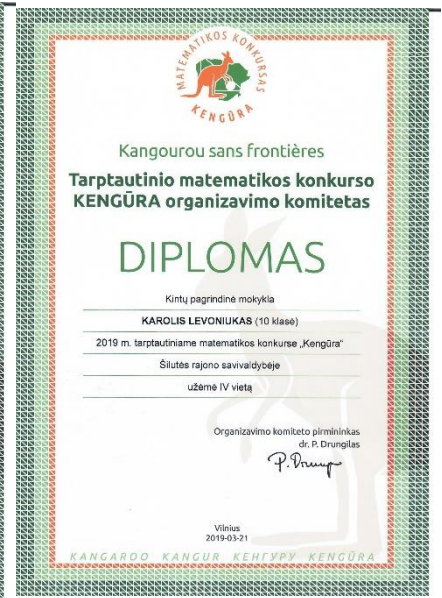 MATEMATIKOS KONKURSAS
KENGŪRA
Kangourou sans frontières
Tarptautinio matematikos konkurso
KENGŪRA organizavimo komitetas
DIPLOMAS
Kintų pagrindinė mokykla
KAROLIS LEVONIUKAS (10 klasė)
2019 m. tarptautiniame matematikos konkurse „Kengūra“
Šilutės rajono savivaldybėje
užėmė IV vietą
Organizavimo komiteto pirmininkas
dr. P. Drungilas
Vilnius
2019-03-21
KANGAROO KANGUR КЕНГУРУ KENGŪRA